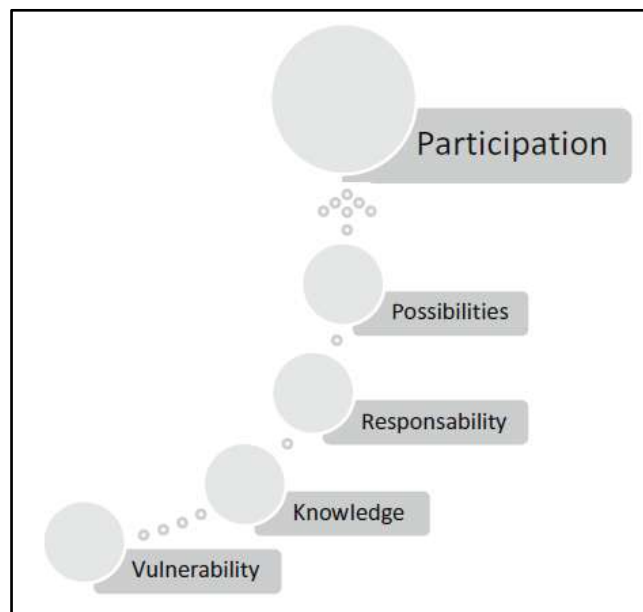 Participation
Possibilities
Responsability
Knowledge
Vulnerability